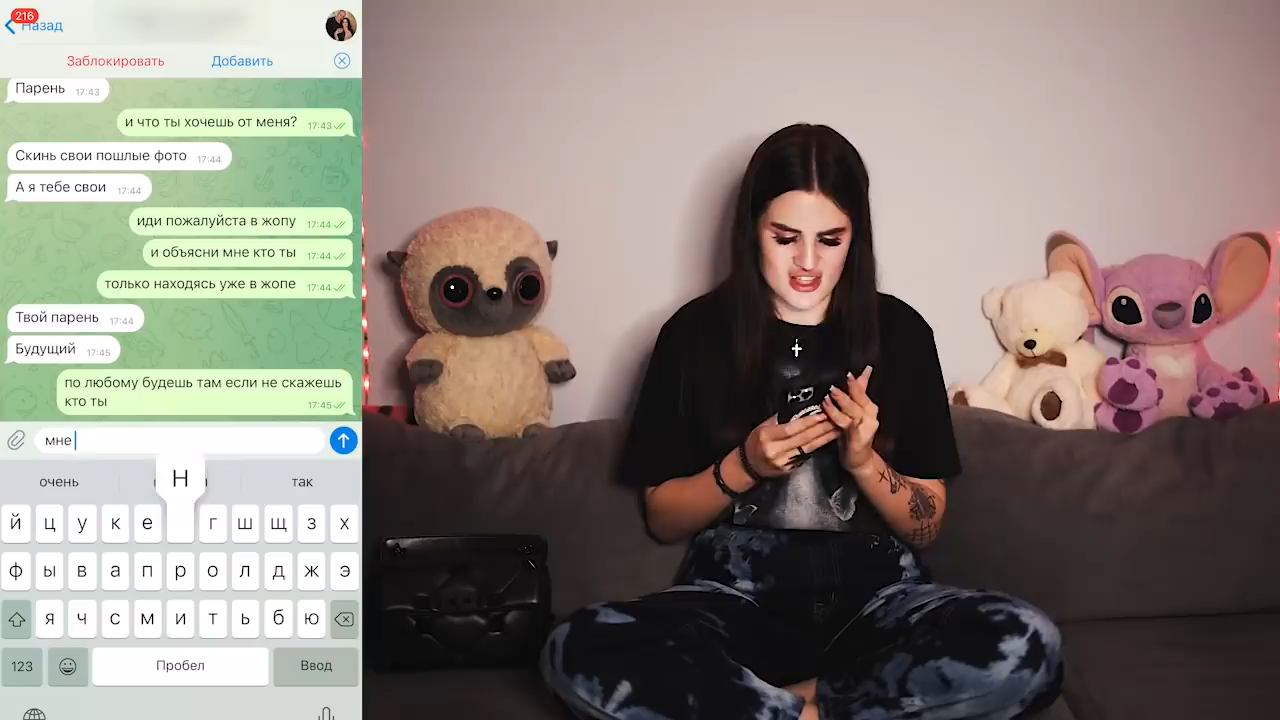 216
Назад
Заблокировать
Добавить
Парень 17:43
и что ты хочешь от меня? 17:43
Скинь свои пошлые фото 17:44
А я тебе свои 17:44
иди пожалуйста в жопу 17:44
и объясни мне кто ты 17:44
только находясь уже в жопе 17:44
Твой парень 17:44
Будущий 17:45
по любому будешь там если не скажешь
кто ты 17:45
мне
Н
очень
так
й ц у к е г ш щ з х
ф ы в а п р о л д ж э
я ч с м и т ь б ю
123
Пробел
Ввод